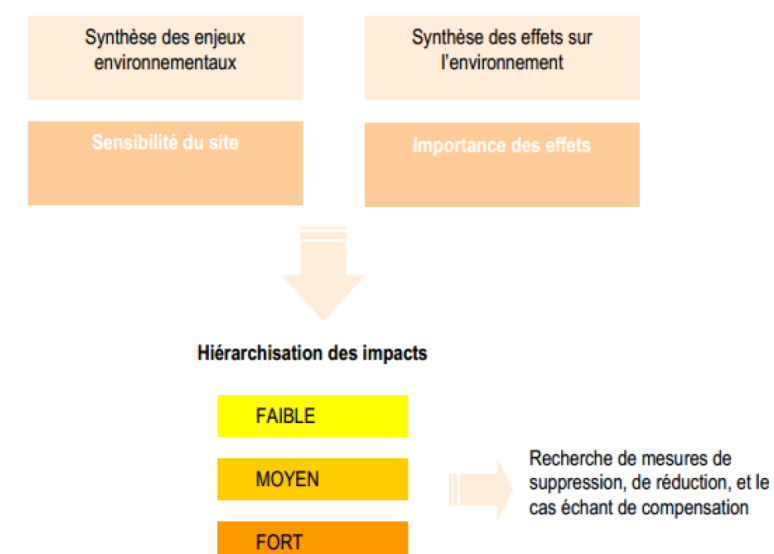 Synthèse des enjeux
environnementaux
Synthèse des effets sur
l'environnement
Sensibilité du site
Importance des effets
Hiérarchisation des impacts
FAIBLE
MOYEN
FORT
Recherche de mesures de
suppression, de réduction, et le
cas échant de compensation